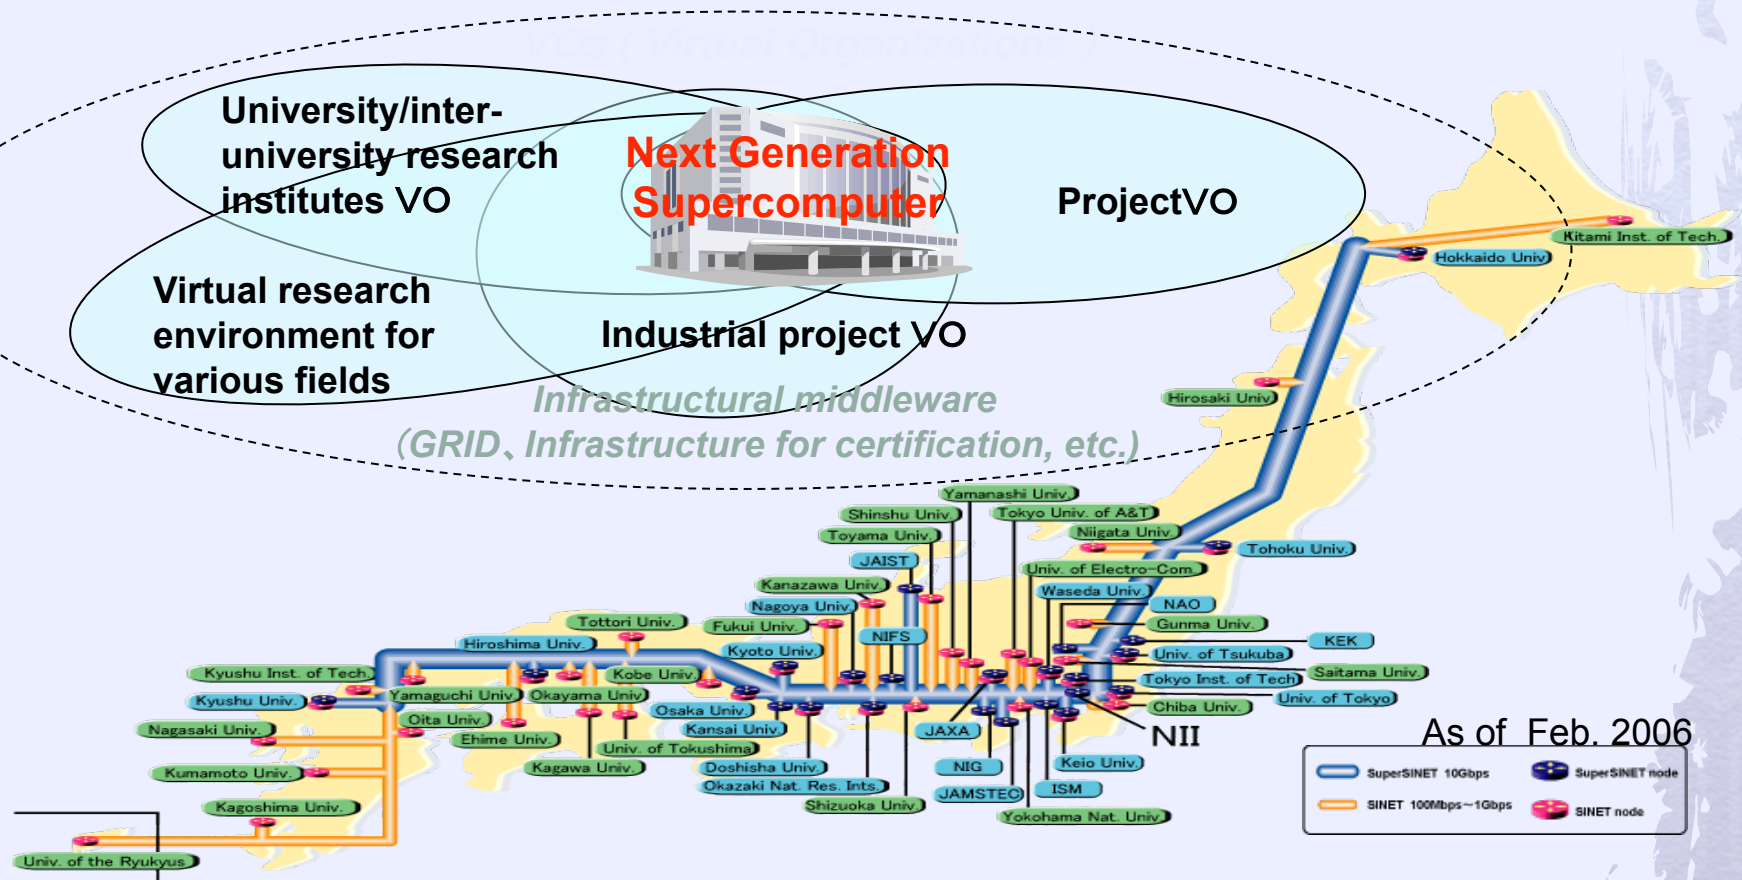 VOs ( Virtual Organizations )
University/inter-
university research
institutes VO
Next Generation
Supercomputer
ProjectVO
Virtual research
environment for
various fields
Industrial project VO
Infrastructural middleware
（GRID、Infrastructure for certification, etc.)
Kitami Inst. of Tech.
Hokkaido Univ
Hirosaki Univ
Yamanashi Univ.
Shinshu Univ.
Tokyo Univ. of A&T
Toyama Univ.
Niigata Univ.
Tohoku Univ.
JAIST
Univ. of Electro-Com.
Kanazawa Univ.
Waseda Univ.
Nagoya Univ.
NAO
Tottori Univ.
Fukui Univ.
Gunma Univ.
NIFS
KEK
Hiroshima Univ.
Kyoto Univ.
Univ. of Tsukuba
Kyushu Inst. of Tech.
Kobe Univ.
Saitama Univ.
Tokyo Inst. of Tech
Yamaguchi Univ
Okayama Univ
Kyushu Univ.
Univ. of Tokyo
Osaka Univ.
Chiba Univ.
Oita Univ.
Nagasaki Univ.
Kansai Univ.
JAXA
NII
As of  Feb. 2006
Ehime Univ.
Univ. of Tokushima
Keio Univ.
Kagawa Univ.
Doshisha Univ.
NIG
Kumamoto Univ.
Okazaki Nat. Res. Ints.
ISM
JAMSTEC
Shizuoka Univ.
Kagoshima Univ.
Yokohama Nat. Univ
Univ. of the Ryukyus
SuperSINET 10Gbps
SuperSINET node
SINET 100Mbps～1Gbps
SINET node